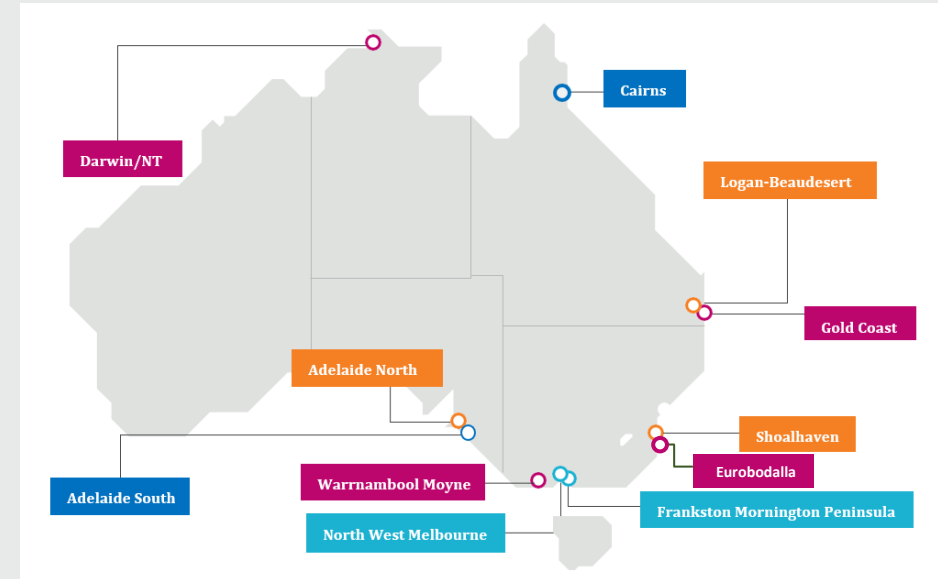 Cairns
Darwin/NT
Logan-Beaudesert
Gold Coast
Adelaide North
Shoalhaven
Eurobodalla
Warrnambool Moyne
Adelaide South
Frankston Mornington Peninsula
North West Melbourne